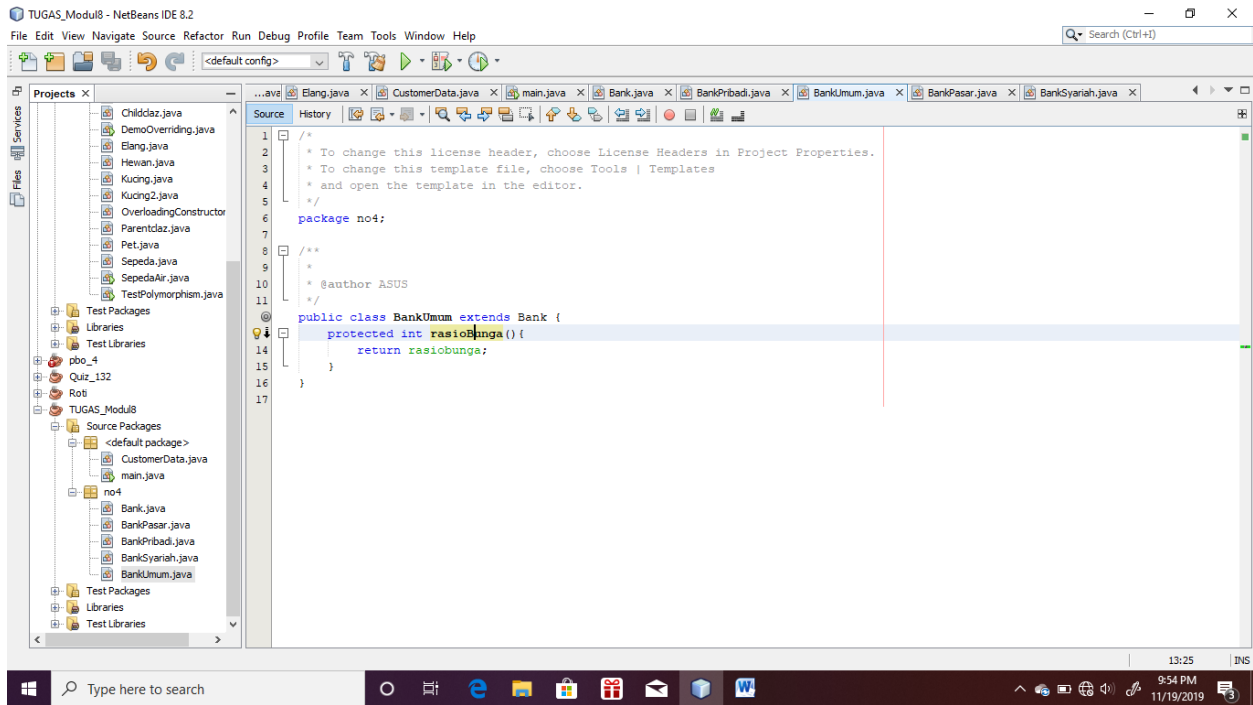 TUGAS_Modul8 - NetBeans IDE 8.2
File Edit View Navigate Source Refactor Run Debug Profile Team Tools Window Help
Search (Ctrl+I)
<default config>
Projects
...ava Elang.java CustomerData.java main.java Bank.java BankPribadi.java BankUmum.java BankPasar.java BankSyariah.java
Services
Files
Childclaz.java
DemoOverriding.java
Elang.java
Hewan.java
Kucing.java
Kucing2.java
OverloadingConstructor
Parentclaz.java
Pet.java
Sepeda.java
SepedaAir.java
TestPolymorphism.java
Test Packages
Libraries
Test Libraries
pbo_4
Quiz_132
Roti
TUGAS_Modul8
Source Packages
<default package>
CustomerData.java
main.java
no4
Bank.java
BankPasar.java
BankPribadi.java
BankSyariah.java
BankUmum.java
Test Packages
Libraries
Test Libraries
Source History
1 /*
2 * To change this license header, choose License Headers in Project Properties.
3 * To change this template file, choose Tools | Templates
4 * and open the template in the editor.
5 */
6 package no4;
7
8 /**
9 *
10 * @author ASUS
11 */
public class BankUmum extends Bank {
protected int rasioBunga(){
14 return rasiobunga;
15 }
16 }
17
13:25 INS
Type here to search
9:54 PM
11/19/2019
3